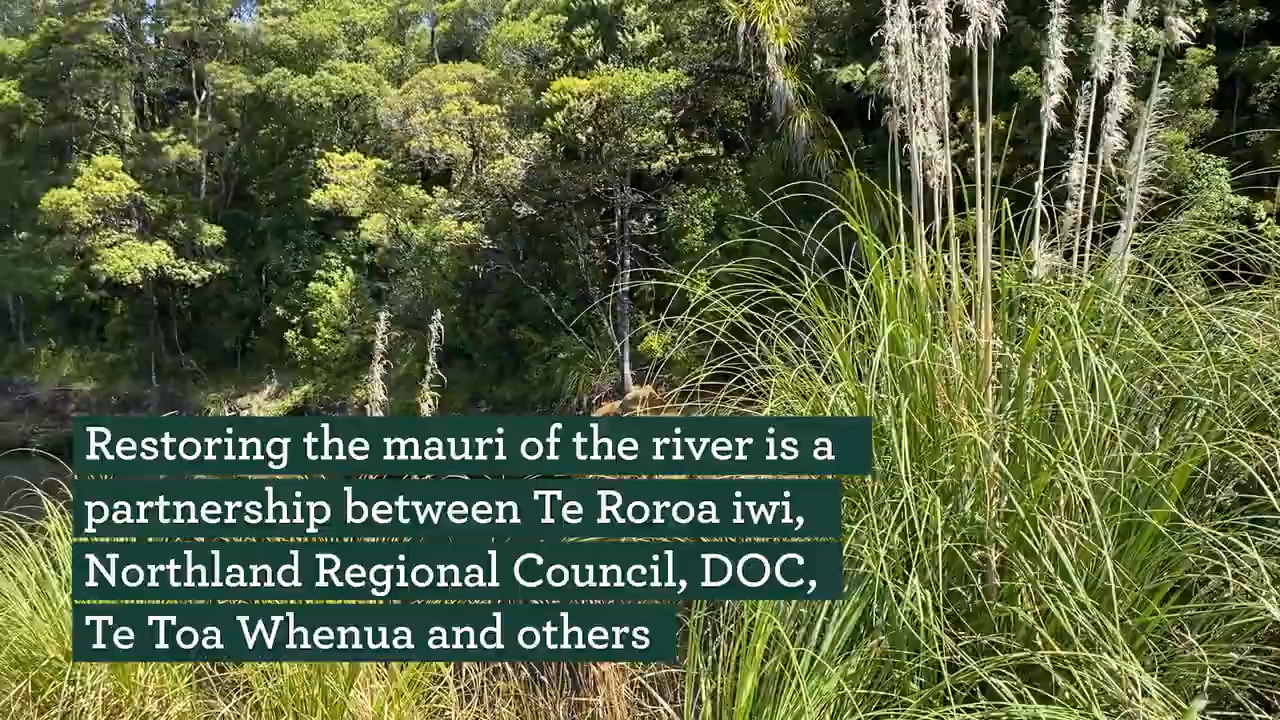 Restoring the mauri of the river is a
partnership between Te Roroa iwi,
Northland Regional Council, DOC,
Te Toa Whenua and others